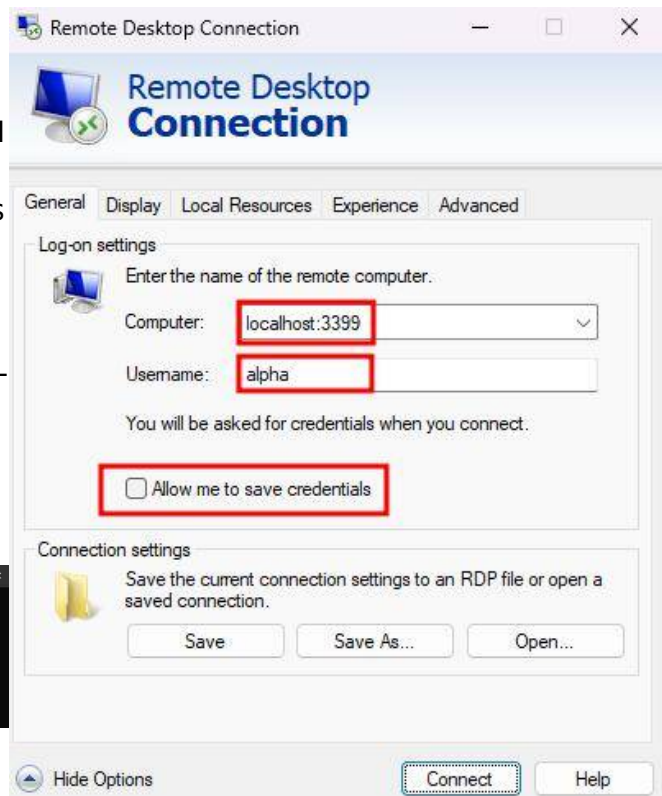 Remote Desktop Connection
Remote Desktop
Connection
General Display Local Resources Experience Advanced
Log-on settings
Enter the name of the remote computer.
Computer: localhost:3399
Username: alpha
You will be asked for credentials when you connect.
Allow me to save credentials
Connection settings
Save the current connection settings to an RDP file or open a
saved connection.
Save Save As... Open...
Hide Options Connect Help